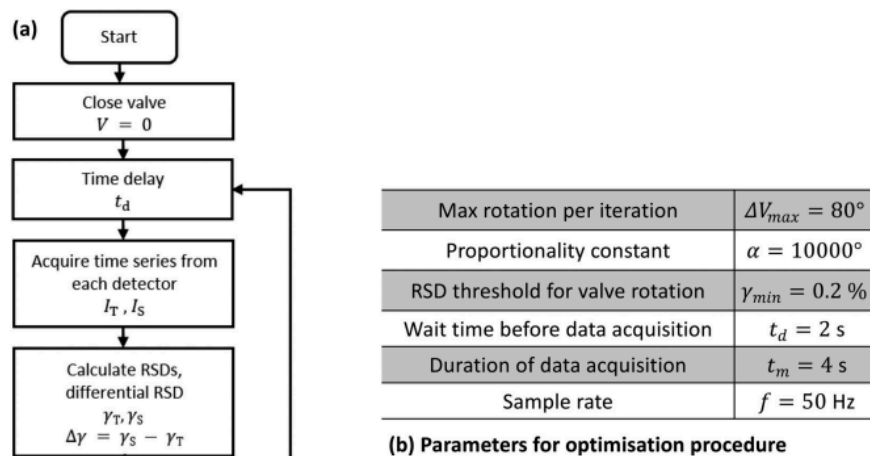 (a)
Start
Close valve
V = 0
Time delay
t_d
Acquire time series from
each detector
I_T , I_S
Calculate RSDs,
differential RSD
γ_T, γ_S
Δγ = γ_S − γ_T
Max rotation per iteration ΔV_max = 80°
Proportionality constant α = 10000°
RSD threshold for valve rotation γ_min = 0.2 %
Wait time before data acquisition t_d = 2 s
Duration of data acquisition t_m = 4 s
Sample rate f = 50 Hz
(b) Parameters for optimisation procedure